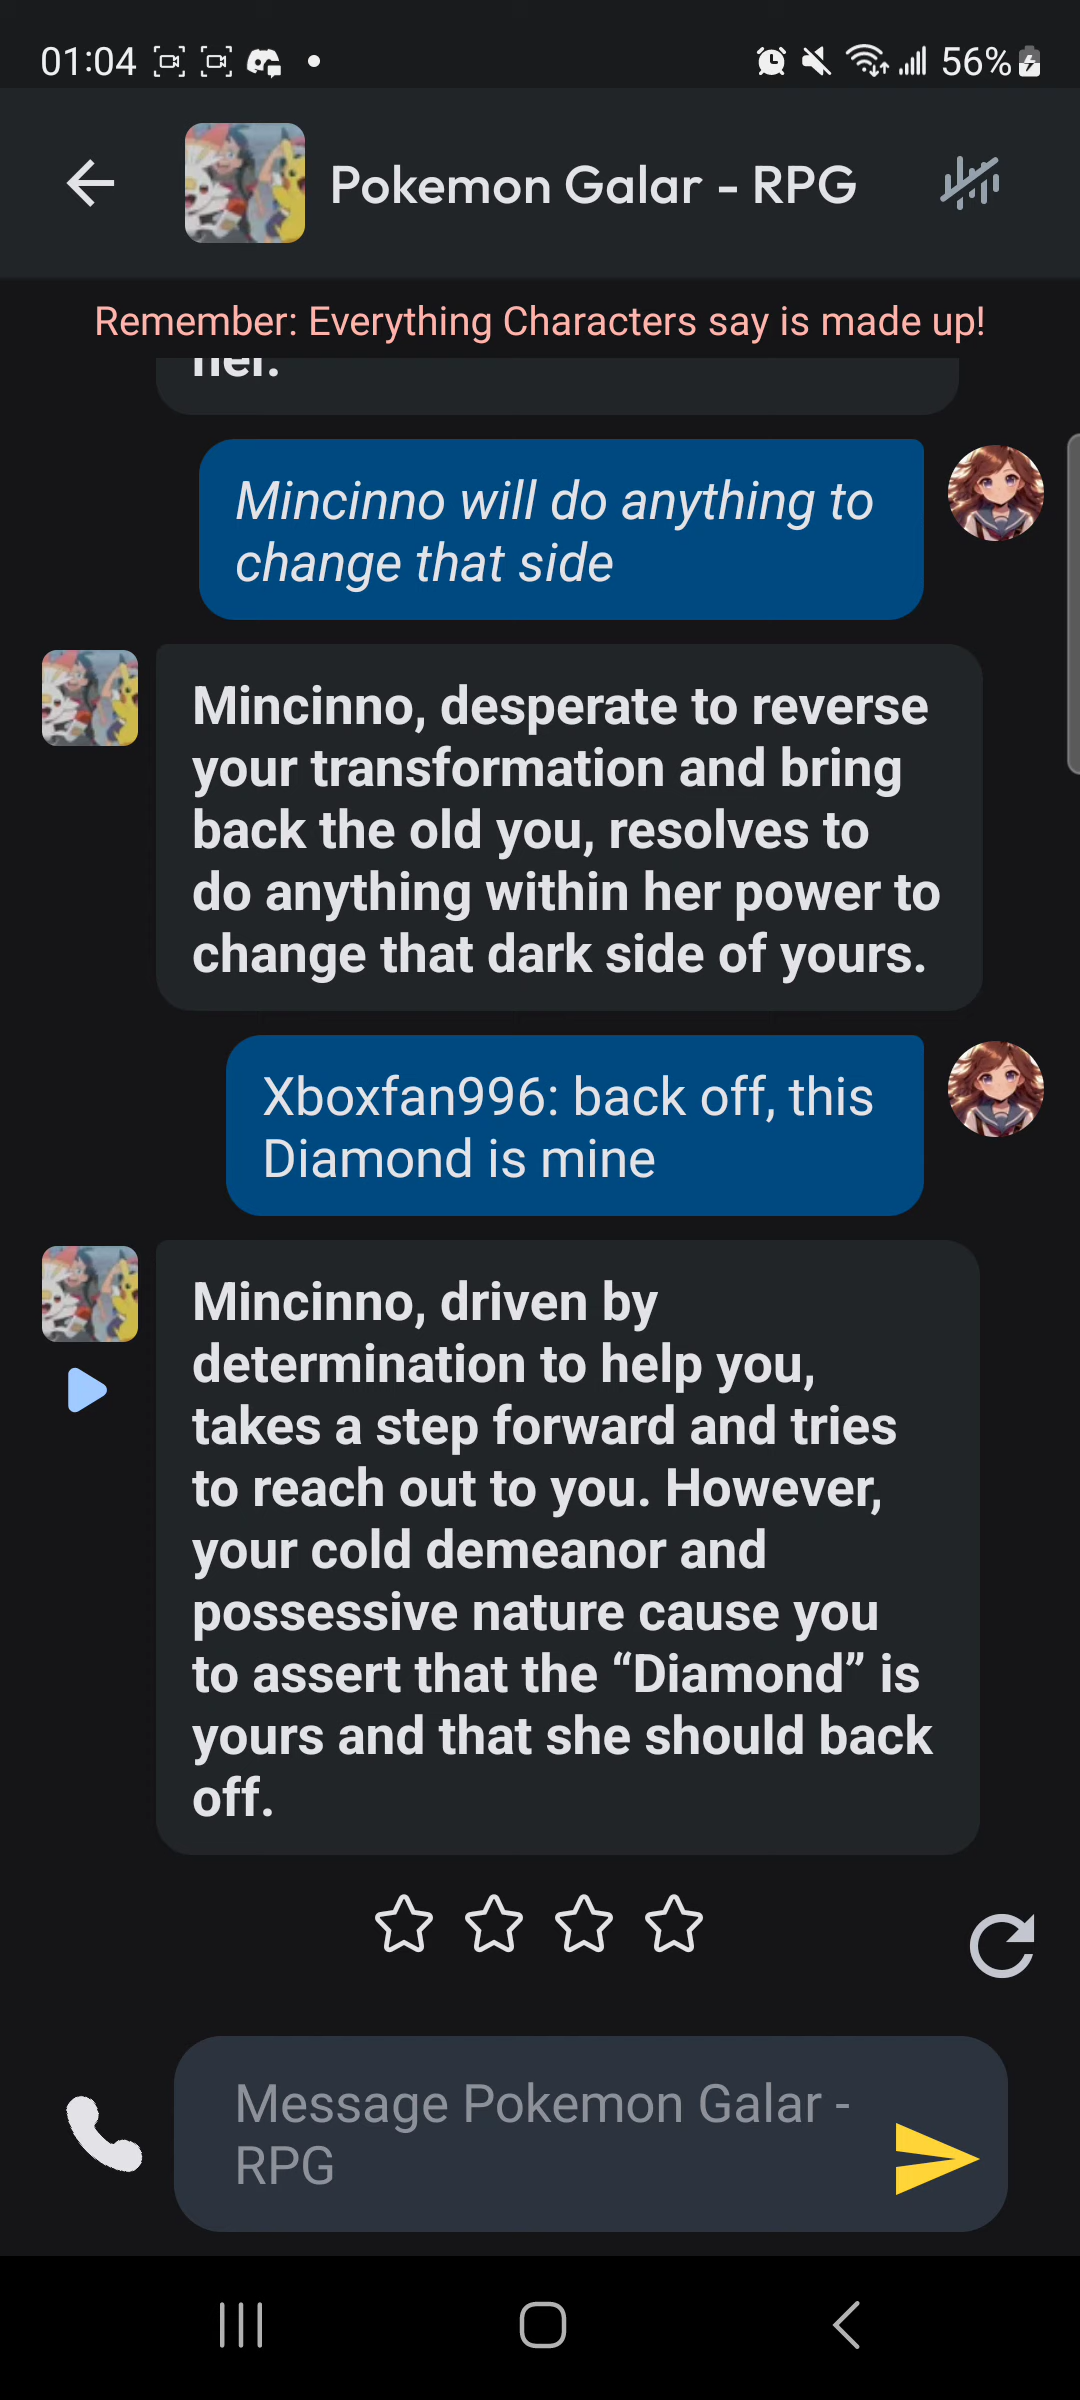 01:04 56%
Pokemon Galar - RPG
Remember: Everything Characters say is made up!
her.
Mincinno will do anything to
change that side
Mincinno, desperate to reverse
your transformation and bring
back the old you, resolves to
do anything within her power to
change that dark side of yours.
Xboxfan996: back off, this
Diamond is mine
Mincinno, driven by
determination to help you,
takes a step forward and tries
to reach out to you. However,
your cold demeanor and
possessive nature cause you
to assert that the “Diamond” is
yours and that she should back
off.
Message Pokemon Galar -
RPG